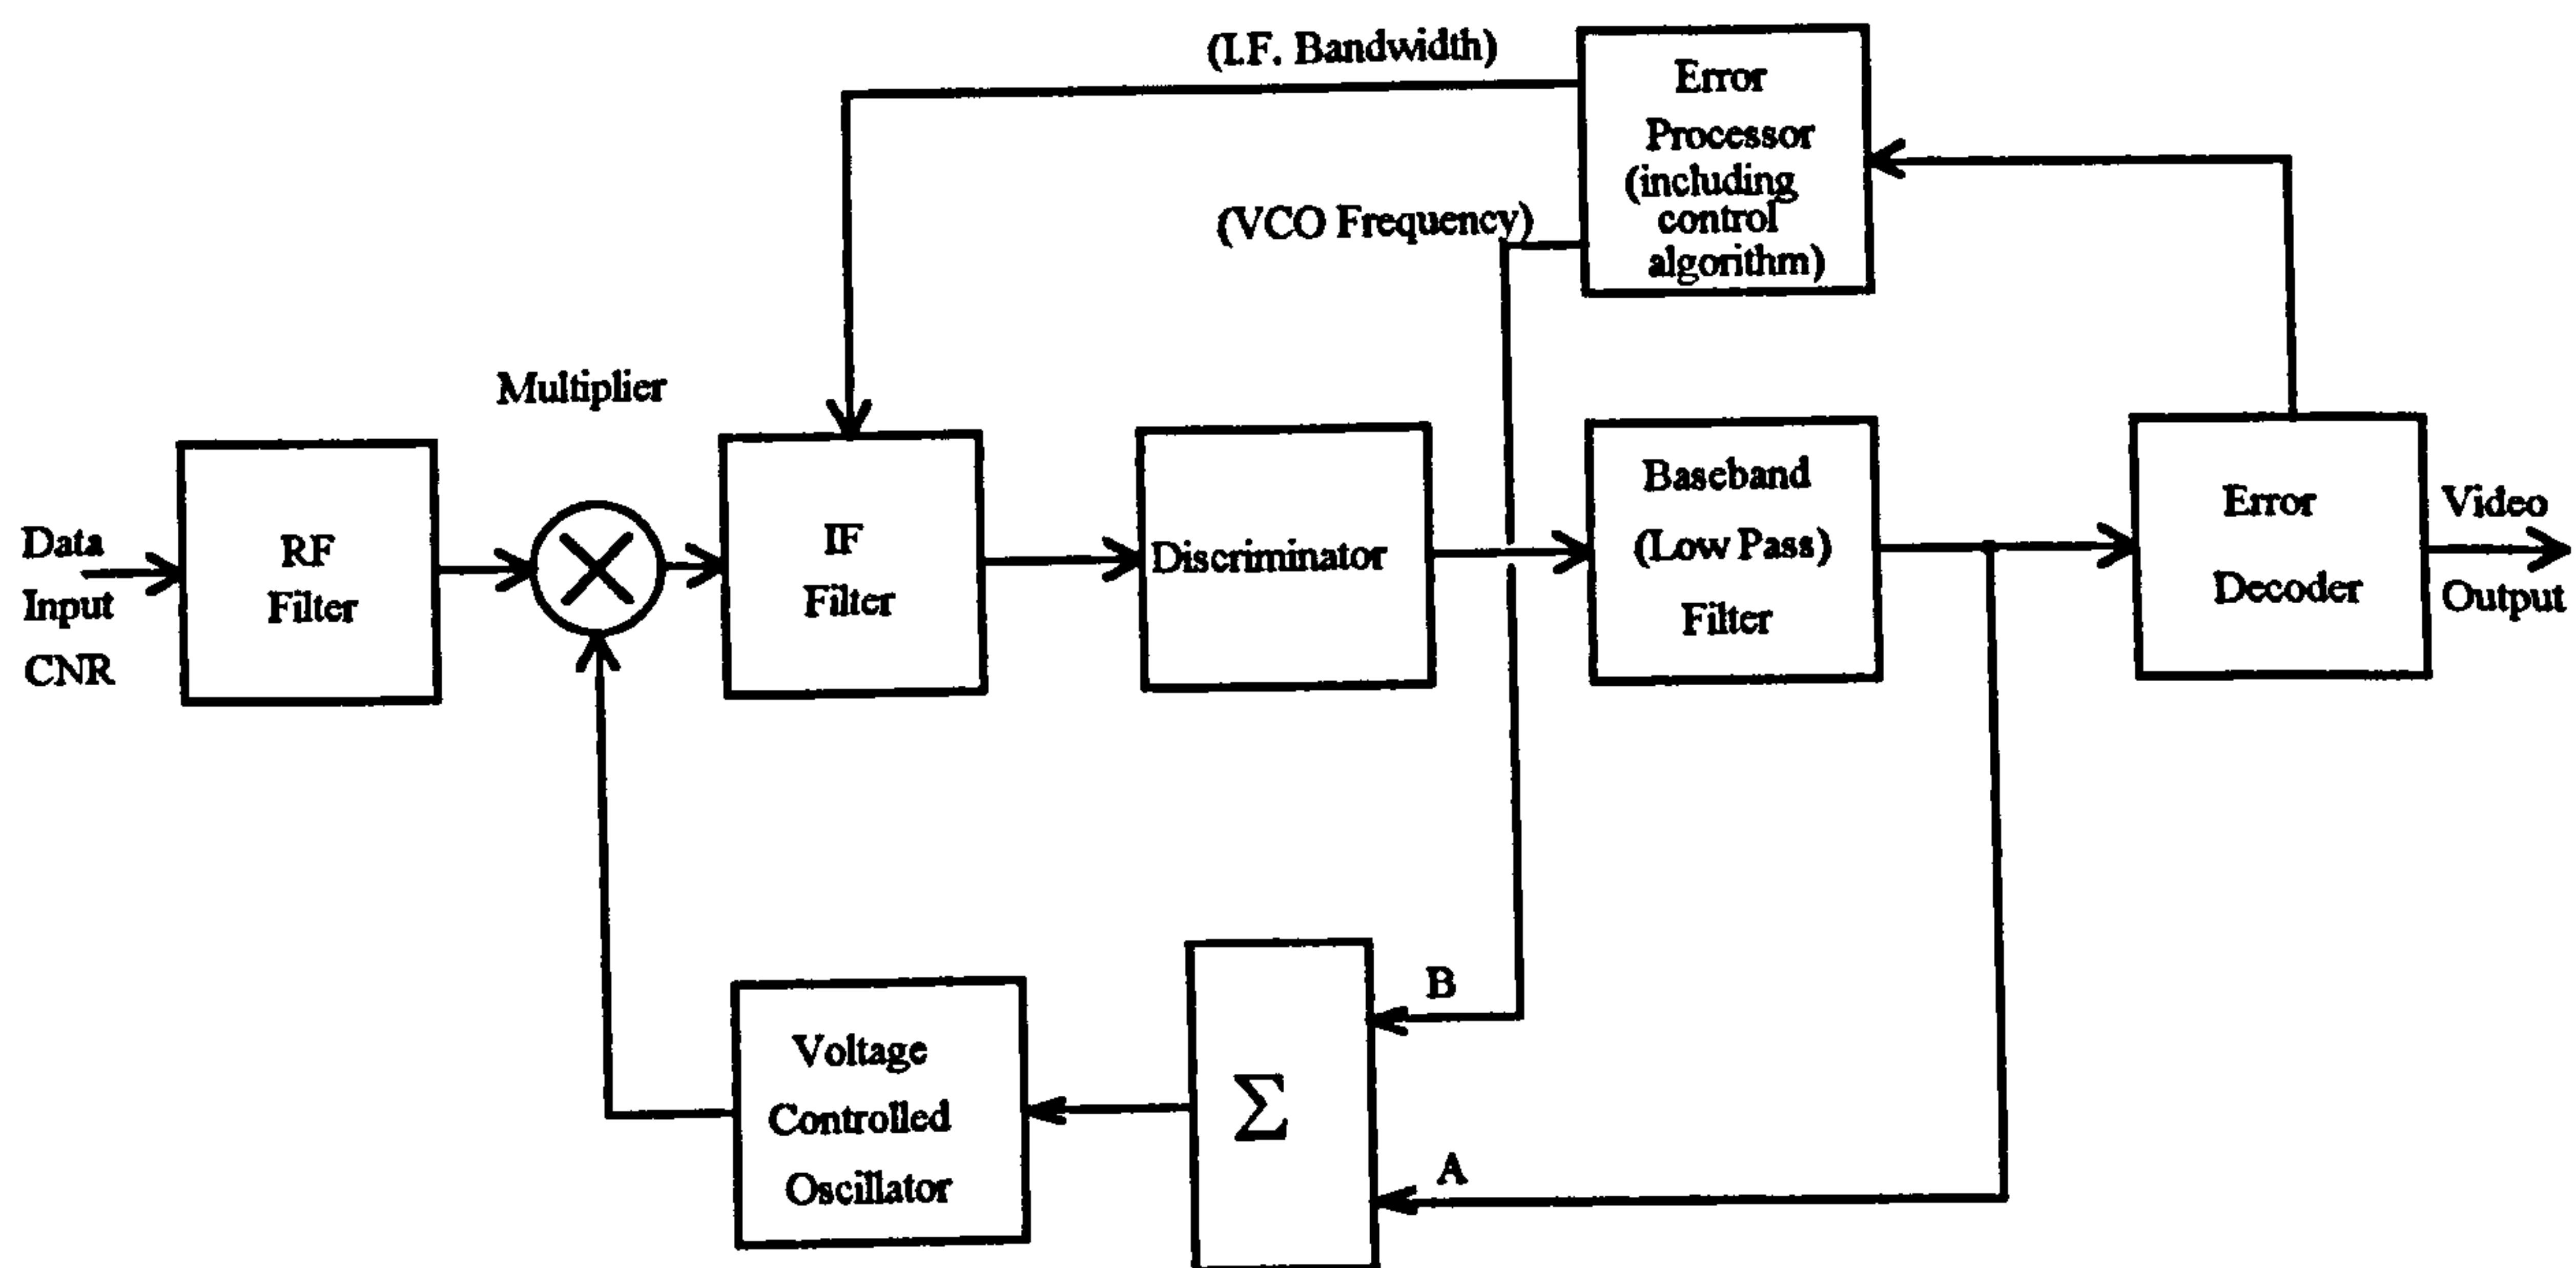 (I.F. Bandwidth)
Error
Processor
(including
control
algorithm)
(VCO Frequency)
Multiplier
Data
Input
CNR
RF
Filter
IF
Filter
Discriminator
Baseband
(Low Pass)
Filter
Error
Decoder
Video
Output
Voltage
Controlled
Oscillator
Σ
B
A